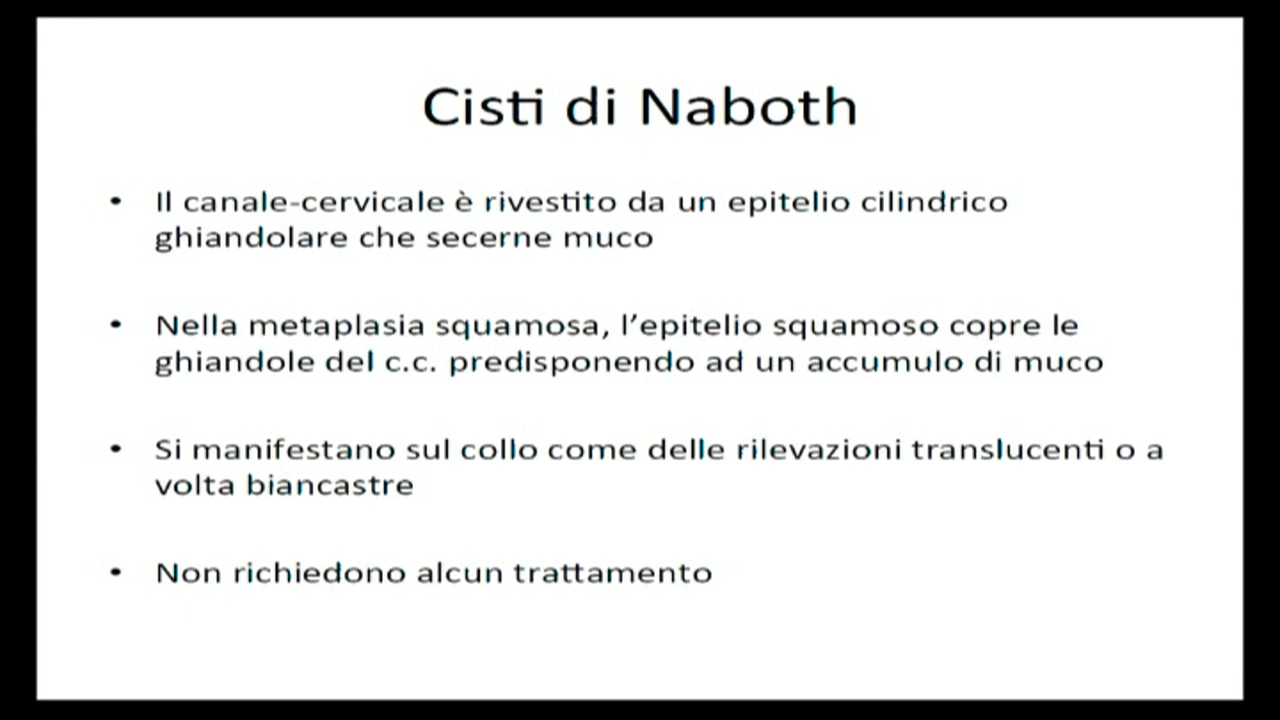 Cisti di Naboth
• Il canale-cervicale è rivestito da un epitelio cilindrico
ghiandolare che secerne muco
• Nella metaplasia squamosa, l’epitelio squamoso copre le
ghiandole del c.c. predisponendo ad un accumulo di muco
• Si manifestano sul collo come delle rilevazioni translucenti o a
volta biancastre
• Non richiedono alcun trattamento